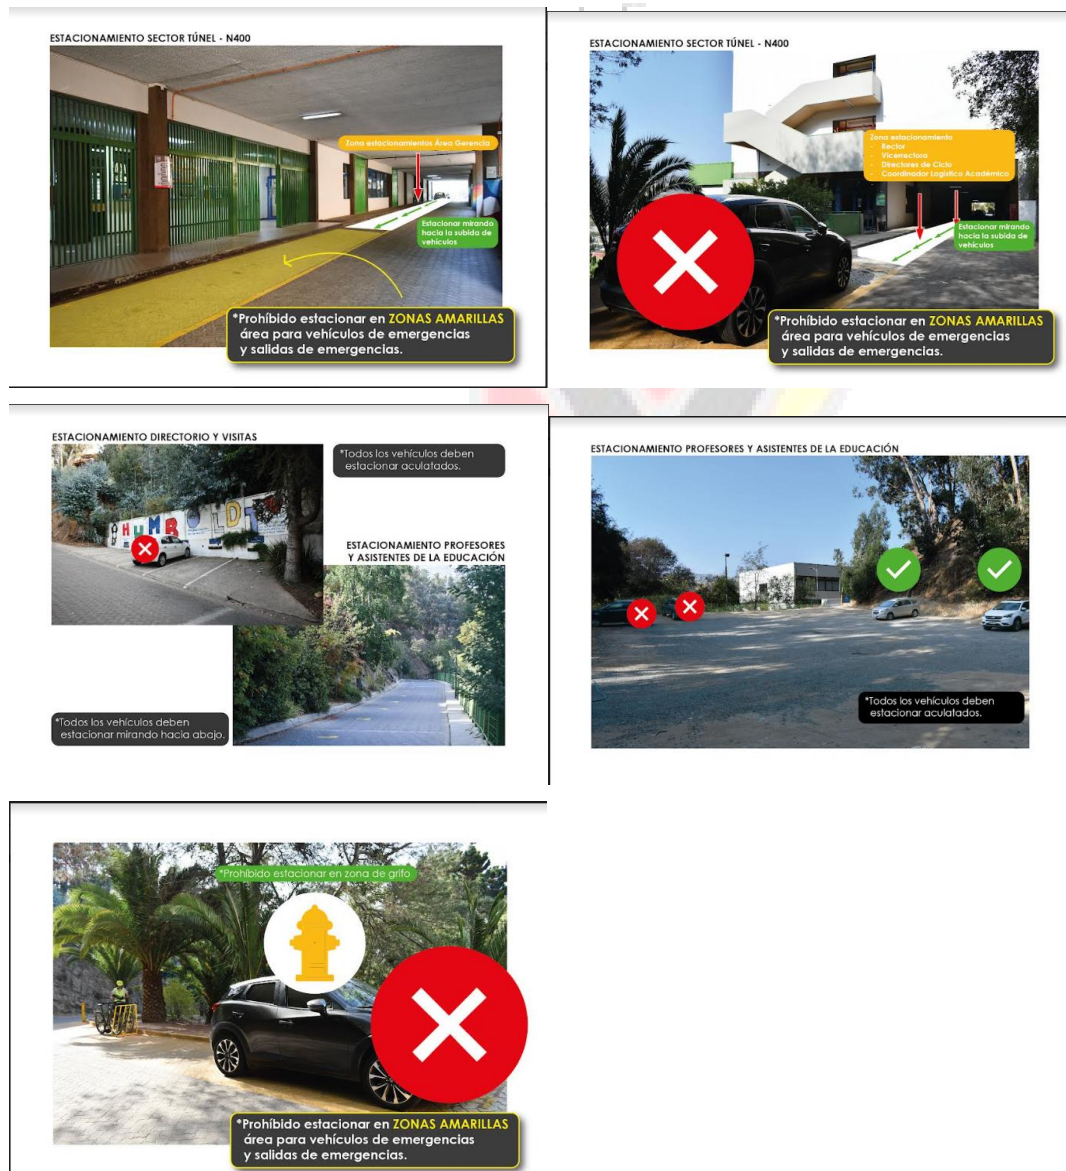 ESTACIONAMIENTO SECTOR TÚNEL - N400
Zona estacionamientos Área Gerencia
Estacionar mirando
hacia la subida de
vehículos
*Prohíbido estacionar en ZONAS AMARILLAS
área para vehículos de emergencias
y salidas de emergencias.
ESTACIONAMIENTO SECTOR TÚNEL - N400
Zona estacionamiento
- Rector
- Vicerrectora
- Directores de Ciclo
- Coordinador Logístico Académico
Estacionar mirando
hacia la subida de
vehículos
*Prohíbido estacionar en ZONAS AMARILLAS
área para vehículos de emergencias
y salidas de emergencias.
ESTACIONAMIENTO DIRECTORIO Y VISITAS
*Todos los vehículos deben
estacionar aculatados.
HUMBOLDT
ESTACIONAMIENTO PROFESORES
Y ASISTENTES DE LA EDUCACIÓN
*Todos los vehículos deben
estacionar mirando hacia abajo.
ESTACIONAMIENTO PROFESORES Y ASISTENTES DE LA EDUCACIÓN
*Todos los vehículos deben
estacionar aculatados.
*Prohíbido estacionar en zona de grifo
*Prohíbido estacionar en ZONAS AMARILLAS
área para vehículos de emergencias
y salidas de emergencias.